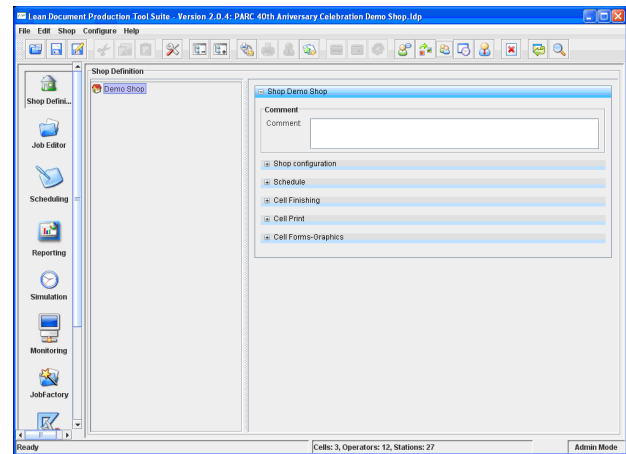 Lean Document Production Tool Suite - Version 2.0.4: PARC 40th Aniversary Celebration Demo Shop.ldp
File Edit Shop Configure Help
Shop Definition
Demo Shop
Shop Demo Shop
Comment
Comment
Shop configuration
Schedule
Cell Finishing
Cell Print
Cell Forms-Graphics
Shop Defini...
Job Editor
Scheduling
Reporting
Simulation
Monitoring
JobFactory
Ready
Cells: 3, Operators: 12, Stations: 27
Admin Mode